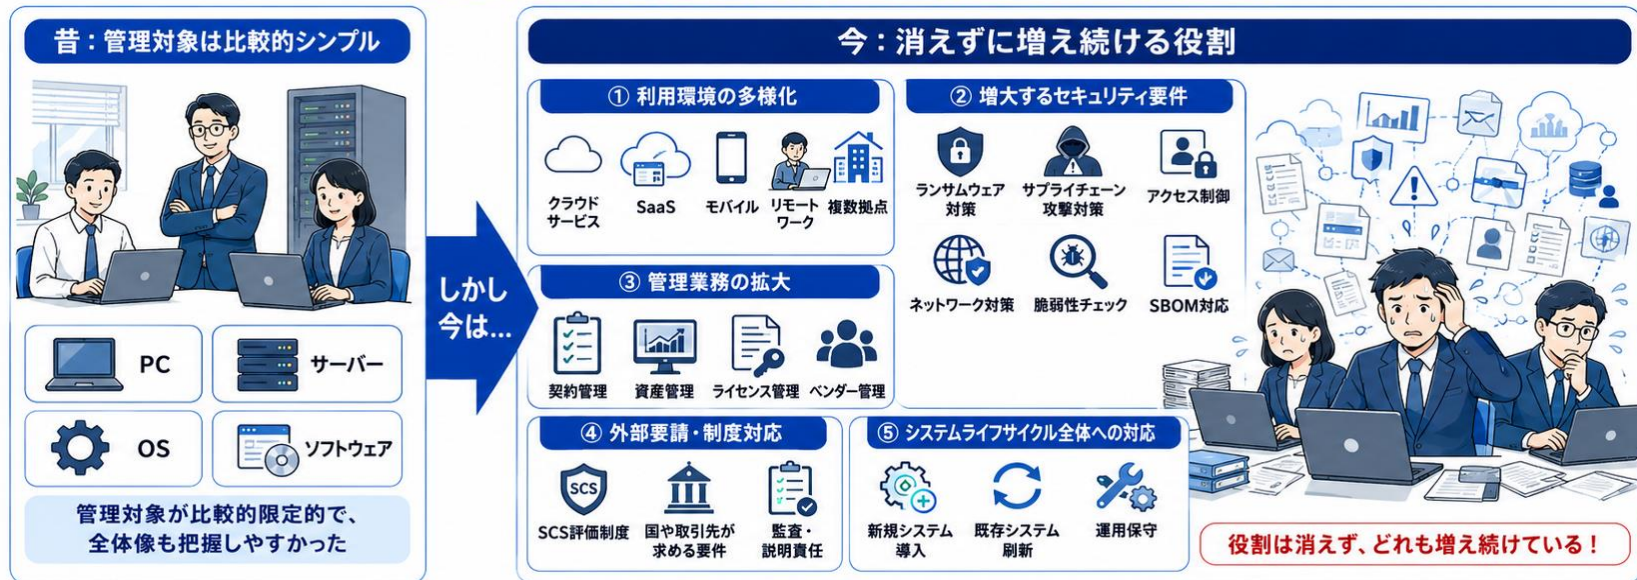 昔：管理対象は比較的シンプル
PC
サーバー
OS
ソフトウェア
管理対象が比較的限定的で、
全体像も把握しやすかった
しかし
今は...
今：消えずに増え続ける役割
① 利用環境の多様化
クラウド
サービス
SaaS
モバイル
リモート
ワーク
複数拠点
② 増大するセキュリティ要件
ランサムウェア
対策
サプライチェーン
攻撃対策
アクセス制御
ネットワーク対策
脆弱性チェック
SBOM対応
③ 管理業務の拡大
契約管理
資産管理
ライセンス管理
ベンダー管理
④ 外部要請・制度対応
SCS
SCS評価制度
国や取引先が
求める要件
監査・
説明責任
⑤ システムライフサイクル全体への対応
新規システム
導入
既存システム
刷新
運用保守
役割は消えず、どれも増え続けている！